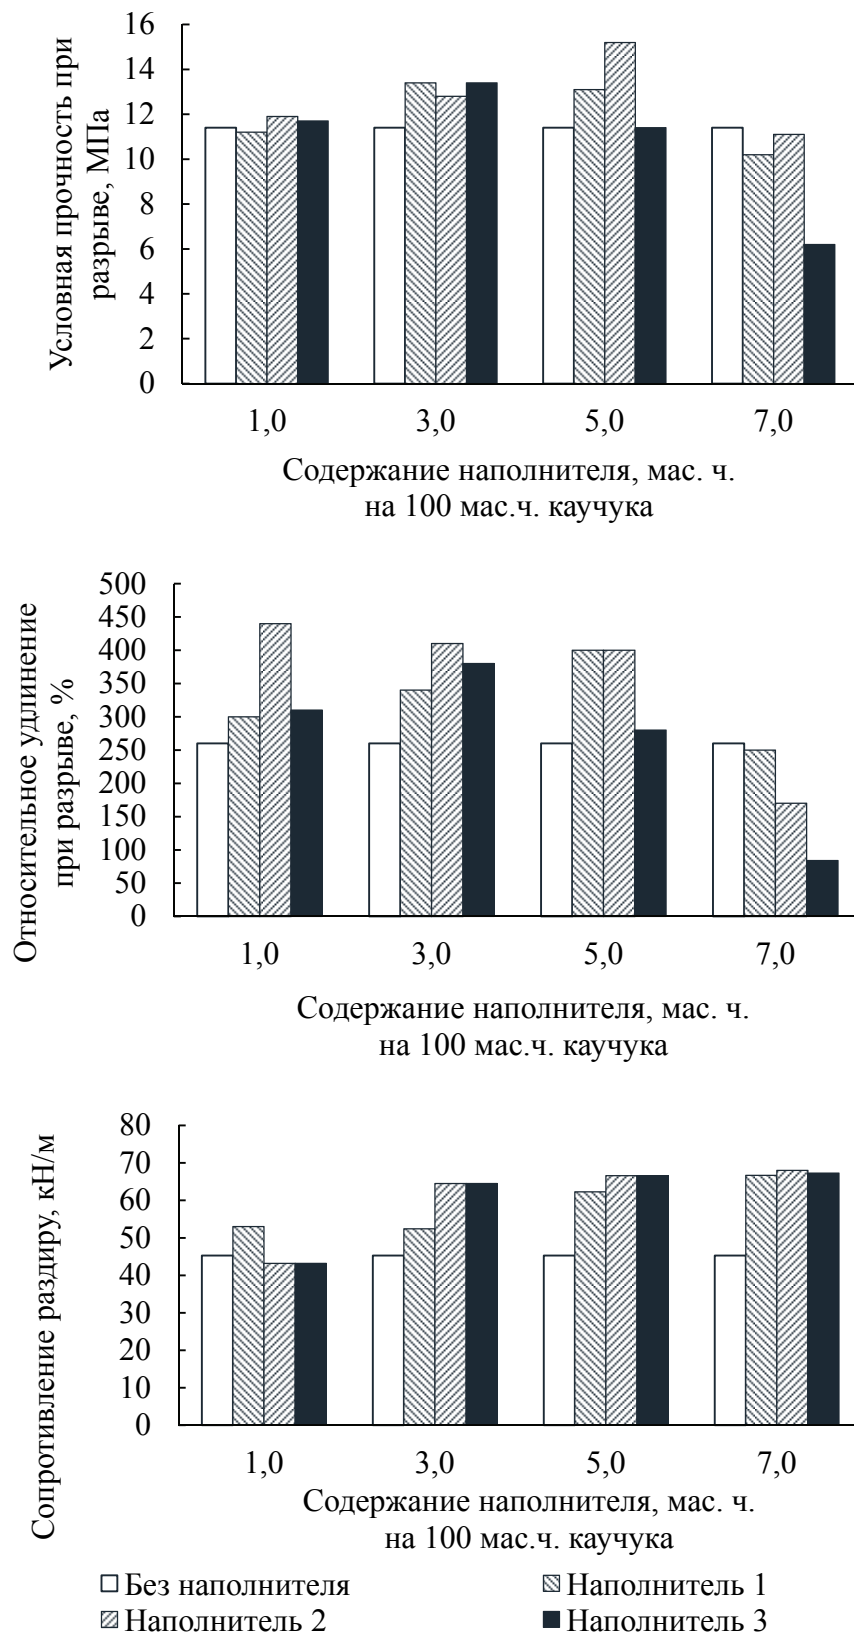 Условная прочность при
разрыве, МПа
16
14
12
10
8
6
4
2
0
1,0 3,0 5,0 7,0
Содержание наполнителя, мас. ч.
на 100 мас.ч. каучука
Относительное удлинение
при разрыве, %
500
450
400
350
300
250
200
150
100
50
0
1,0 3,0 5,0 7,0
Содержание наполнителя, мас. ч.
на 100 мас.ч. каучука
Сопротивление раздиру, кН/м
80
70
60
50
40
30
20
10
0
1,0 3,0 5,0 7,0
Содержание наполнителя, мас. ч.
на 100 мас.ч. каучука
Без наполнителя Наполнитель 1
Наполнитель 2 Наполнитель 3